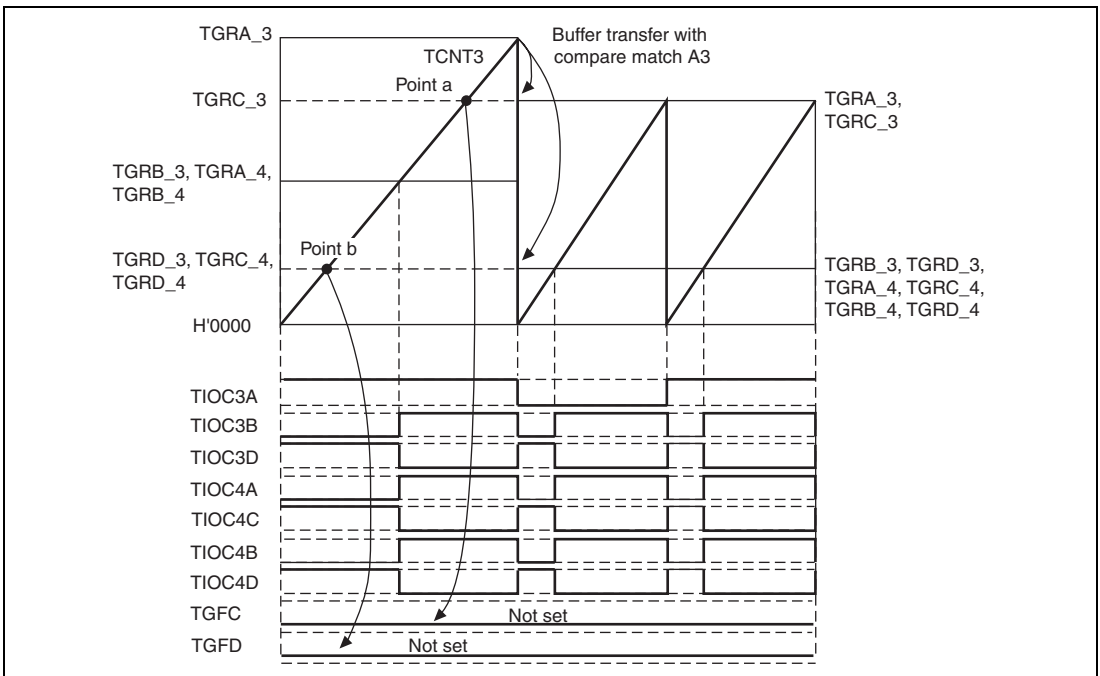 TGRA_3
TCNT3
Buffer transfer with
compare match A3
Point a
TGRC_3
TGRA_3,
TGRC_3
TGRB_3, TGRA_4,
TGRB_4
Point b
TGRD_3, TGRC_4,
TGRD_4
TGRB_3, TGRD_3,
TGRA_4, TGRC_4,
TGRB_4, TGRD_4
H'0000
TIOC3A
TIOC3B
TIOC3D
TIOC4A
TIOC4C
TIOC4B
TIOC4D
TGFC
Not set
TGFD
Not set